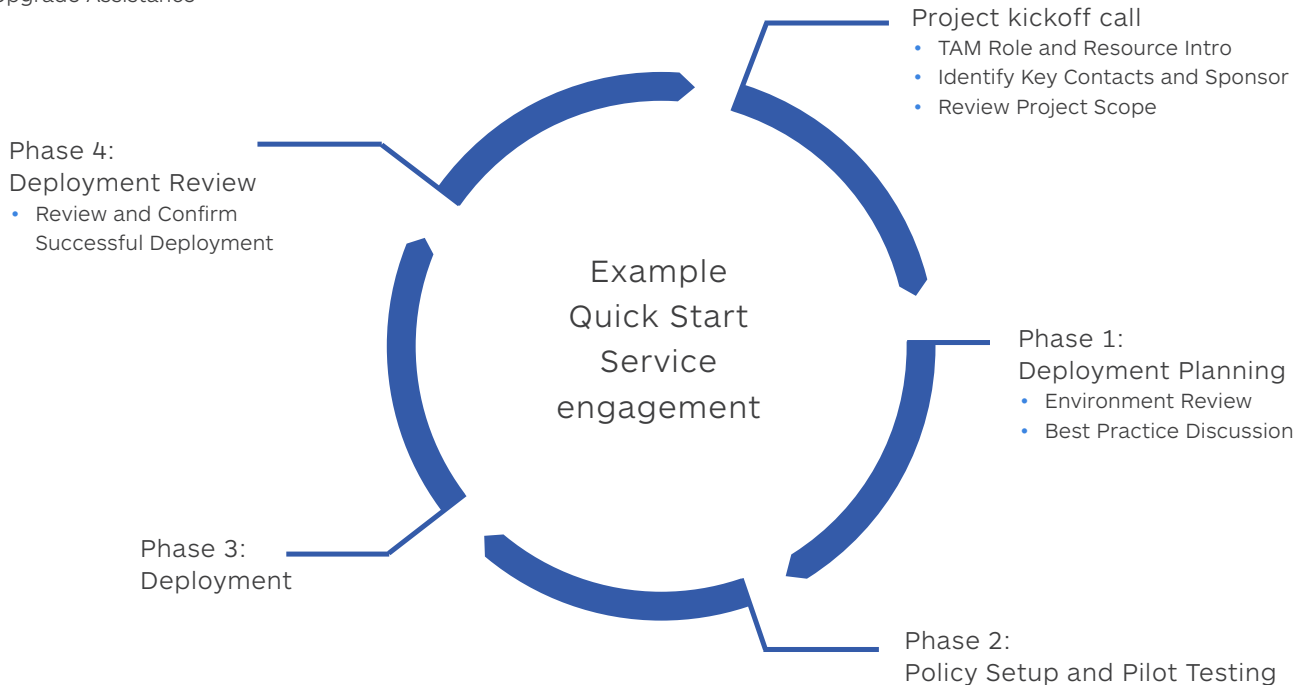 Upgrade Assistance
Project kickoff call
• TAM Role and Resource Intro
• Identify Key Contacts and Sponsor
• Review Project Scope
Phase 4:
Deployment Review
• Review and Confirm
Successful Deployment
Example
Quick Start
Service
engagement
Phase 1:
Deployment Planning
• Environment Review
• Best Practice Discussion
Phase 3:
Deployment
Phase 2:
Policy Setup and Pilot Testing